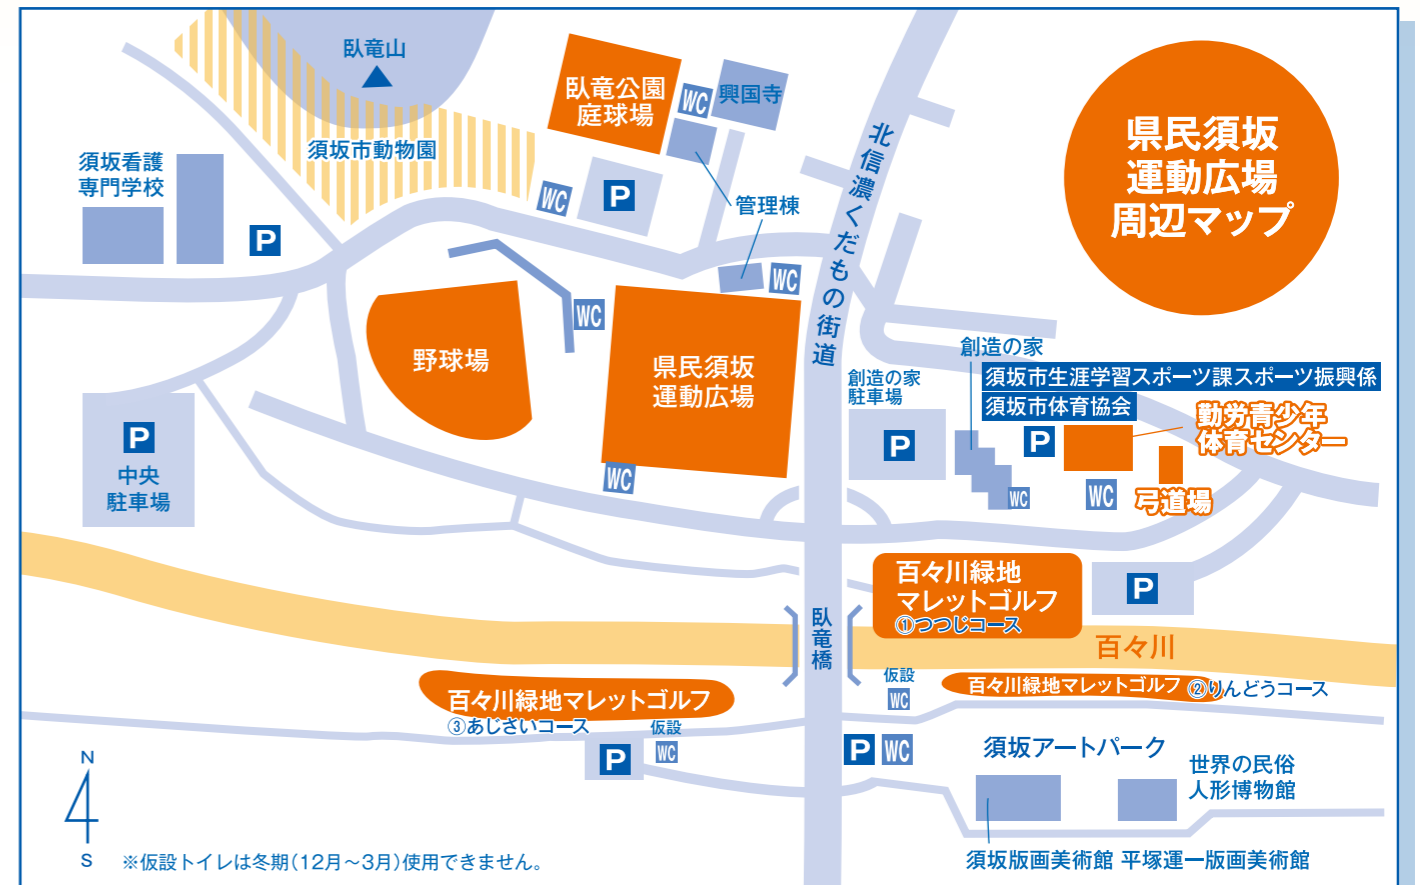 臥竜山
臥竜公園
庭球場
WC
興国寺
県民須坂
運動広場
周辺マップ
須坂市動物園
須坂看護
専門学校
P
WC
P
管理棟
北信濃くだもの街道
WC
WC
野球場
県民須坂
運動広場
WC
創造の家
創造の家
駐車場
P
須坂市生涯学習スポーツ課スポーツ振興係
須坂市体育協会
P
勤労青少年
体育センター
WC
WC
弓道場
P
中央
駐車場
百々川緑地
マレットゴルフ
①つつじコース
P
臥竜橋
百々川
百々川緑地マレットゴルフ
③あじさいコース
仮設
WC
P
仮設
WC
百々川緑地マレットゴルフ ②りんどうコース
P WC
須坂アートパーク
世界の民俗
人形博物館
須坂版画美術館 平塚運一版画美術館
N
S
※仮設トイレは冬期(12月～3月)使用できません。